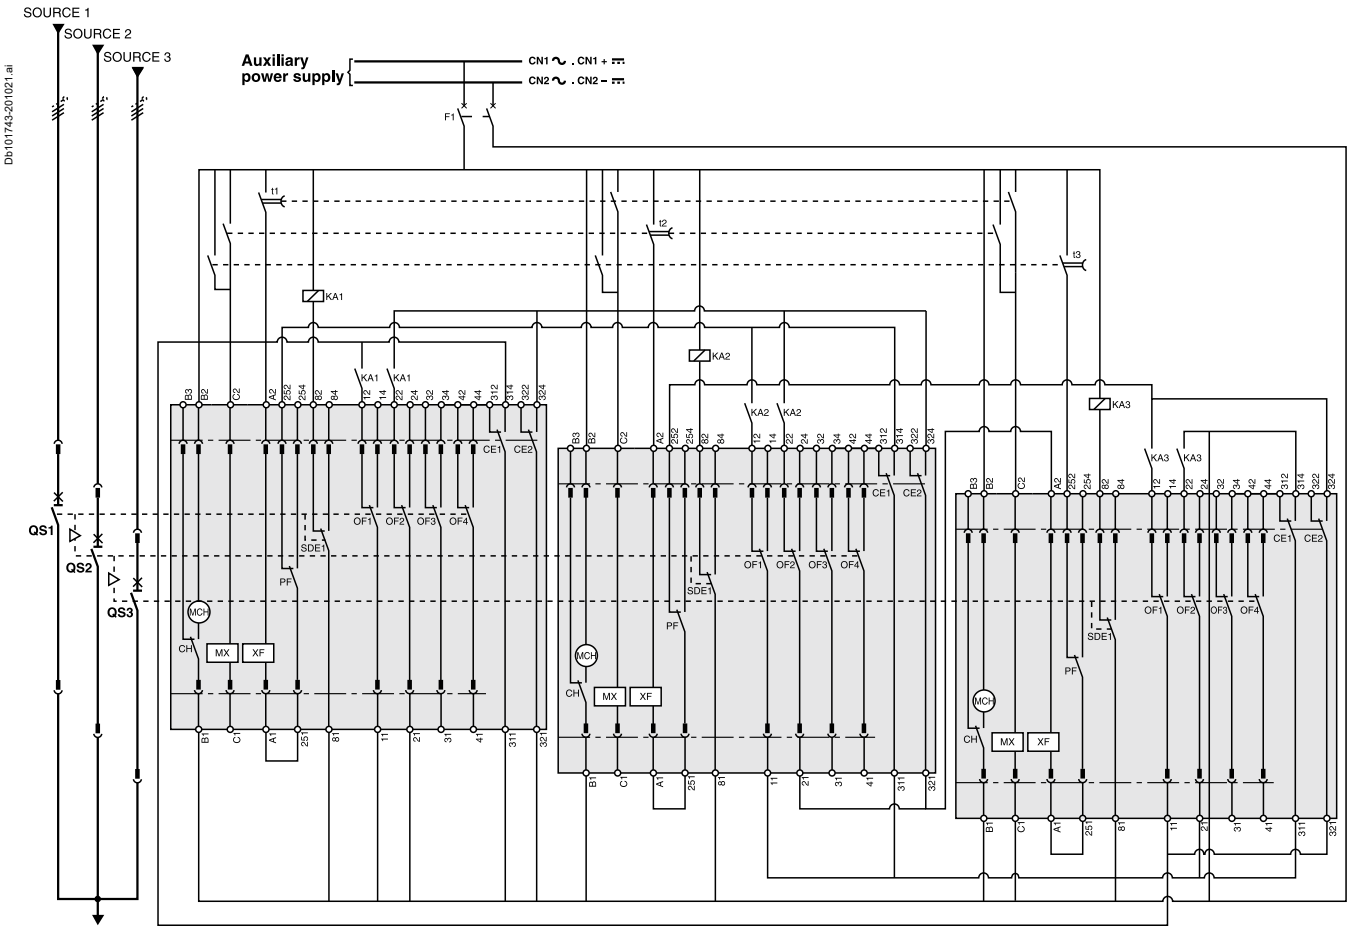 SOURCE 1
SOURCE 2
SOURCE 3
Db101743-201021.ai
Auxiliary
power supply
CN1 . CN1 +
CN2 . CN2 –
F1
t1
t2
t3
KA1
KA2
KA3
KA1 KA1
KA2 KA2
KA3 KA3
B3 B2 C2 A2 252 254 82 84 12 14 22 24 32 34 42 44 312 314 322 324
CE1 CE2
OF1 OF2 OF3 OF4
SDE1
PF
MCH
CH
MX XF
B1 C1 A1 251 81 11 21 31 41 311 321
B3 B2 C2 A2 252 254 82 84 12 14 22 24 32 34 42 44 312 314 322 324
CE1 CE2
OF1 OF2 OF3 OF4
SDE1
PF
MCH
CH
MX XF
B1 C1 A1 251 81 11 21 31 41 311 321
B3 B2 C2 A2 252 254 82 84 12 14 22 24 32 34 42 44 312 314 322 324
CE1 CE2
OF1 OF2 OF3 OF4
SDE1
PF
MCH
CH
MX XF
B1 C1 A1 251 81 11 21 31 41 311 321
QS1
QS2
QS3